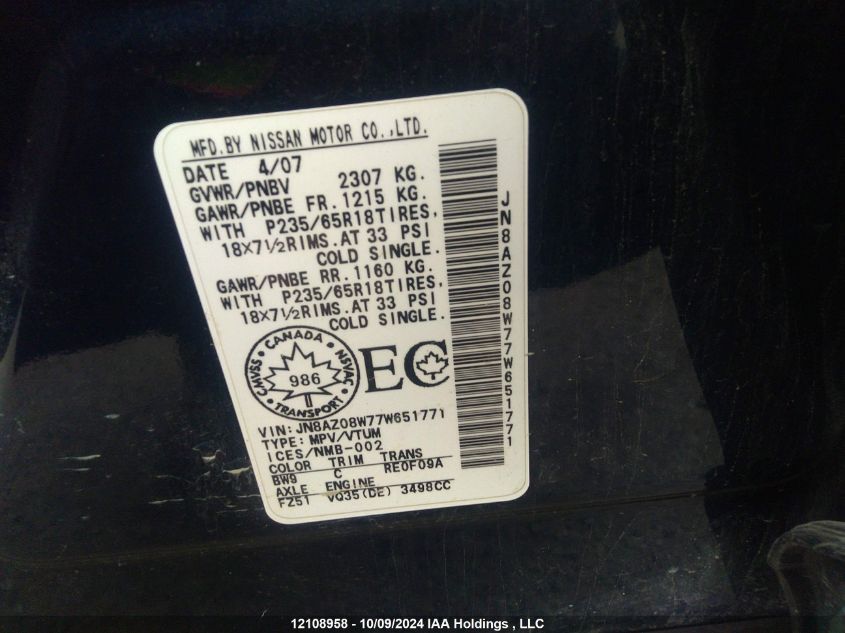 MFD.BY NISSAN MOTOR CO.,LTD.
DATE 4/07
GVWR/PNBV 2307 KG.
GAWR/PNBE FR.1215 KG.
WITH P235/65R18TIRES,
18X7½RIMS.AT 33 PSI
COLD SINGLE.
GAWR/PNBE RR.1160 KG.
WITH P235/65R18TIRES,
18X7½RIMS.AT 33 PSI
COLD SINGLE.
CMVSS • CANADA • NSVAC
986
• TRANSPORT •
EC
VIN:JN8AZ08W77W651771
TYPE:MPV/VTUM
ICES/NMB-002
COLOR TRIM TRANS
BW9 C RE0F09A
AXLE ENGINE
FZ51 VQ35(DE) 3498CC
JN8AZ08W77W651771
12108958 - 10/09/2024 IAA Holdings , LLC